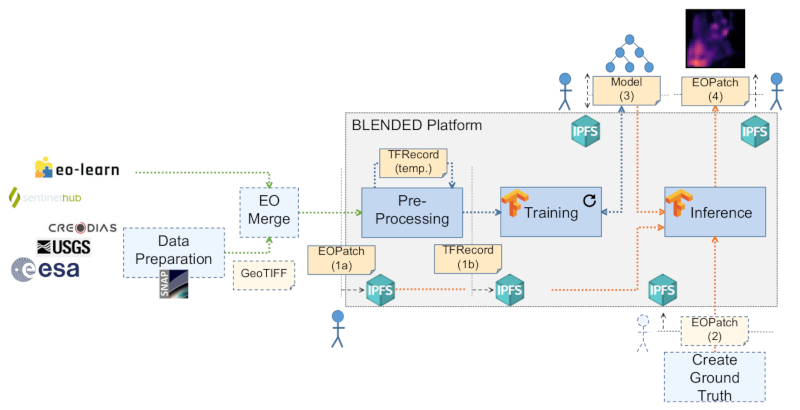 Model
(3)
EOPatch
(4)
IPFS
IPFS
BLENDED Platform
TFRecord
(temp.)
eo-learn
sentinelhub
EO
Merge
Pre-
Processing
Training
Inference
CREODIAS
USGS
esa
Data
Preparation
SNAP
GeoTIFF
EOPatch
(1a)
TFRecord
(1b)
IPFS
IPFS
IPFS
EOPatch
(2)
Create
Ground
Truth